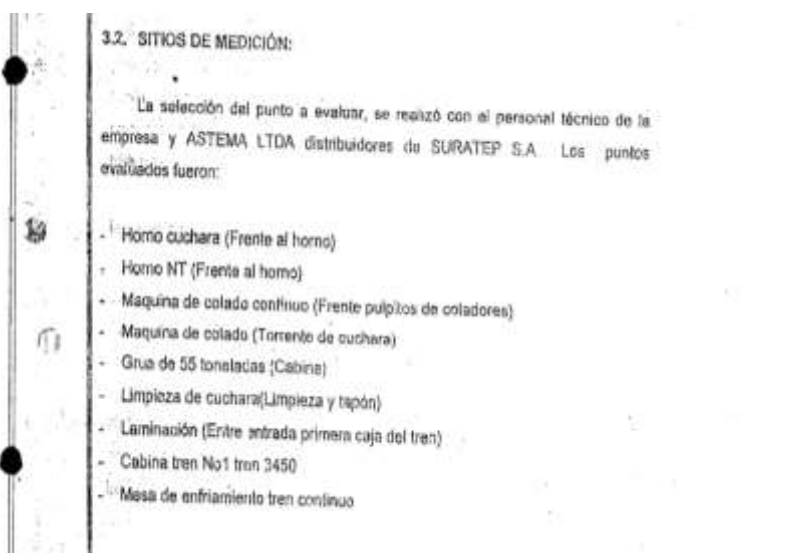 3.2. SITIOS DE MEDICIÓN:
La selección del punto a evaluar, se realizó con el personal técnico de la
empresa y ASTEMA LTDA distribuidores de SURATEP S.A. Los puntos
evaluados fueron:
- Horno cuchara (Frente al horno)
- Horno NT (Frente al horno)
- Maquina de colado continuo (Frente pulpitos de coladores)
- Maquina de colado (Torrente de cuchara)
- Grua de 55 toneladas (Cabina)
- Limpieza de cuchara(Limpieza y tapón)
- Laminación (Entre entrada primera caja del tren)
- Cabina tren No1 tren 3450
- Mesa de enfriamiento tren continuo